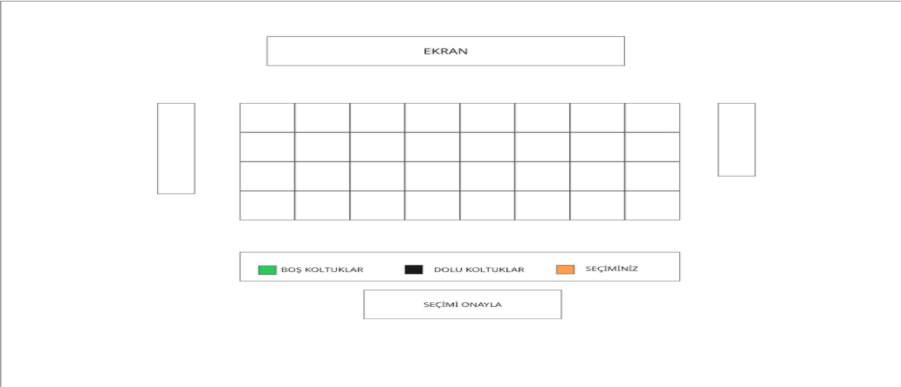 EKRAN
BOŞ KOLTUKLAR DOLU KOLTUKLAR SEÇİMİNİZ
SEÇİMİ ONAYLA